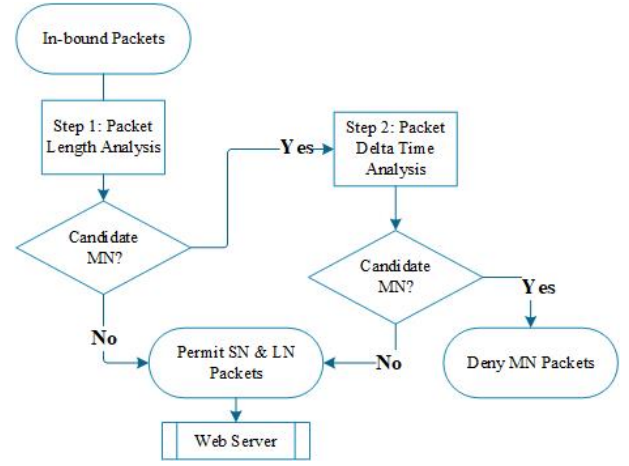 In-bound Packets
Step 1: Packet
Length Analysis
Candidate
MN?
Yes
Step 2: Packet
Delta Time
Analysis
Candidate
MN?
Yes
No
No
Permit SN & LN
Packets
Deny MN Packets
Web Server